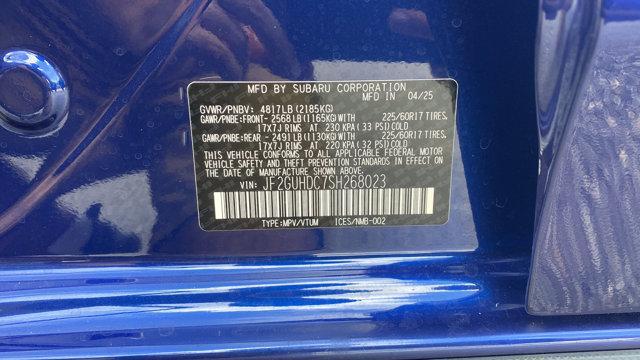 MFD BY SUBARU CORPORATION
MFD IN 04/25
GVWR/PNBV: 4817LB (2185KG)
GAWR/PNBE:FRONT- 2568LB (1165KG)WITH 225/60R17 TIRES,
17X7J RIMS AT 230 KPA (33 PSI)COLD
GAWR/PNBE:REAR - 2491LB (1130KG)WITH 225/60R17 TIRES,
17X7J RIMS AT 220 KPA (32 PSI)COLD
THIS VEHICLE CONFORMS TO ALL APPLICABLE FEDERAL MOTOR
VEHICLE SAFETY AND THEFT PREVENTION STANDARDS IN EFFECT ON
THE DATE OF MANUFACTURE SHOWN ABOVE.
VIN: JF2GUHDC7SH268023
TYPE:MPV/VTUM ICES/NMB-002